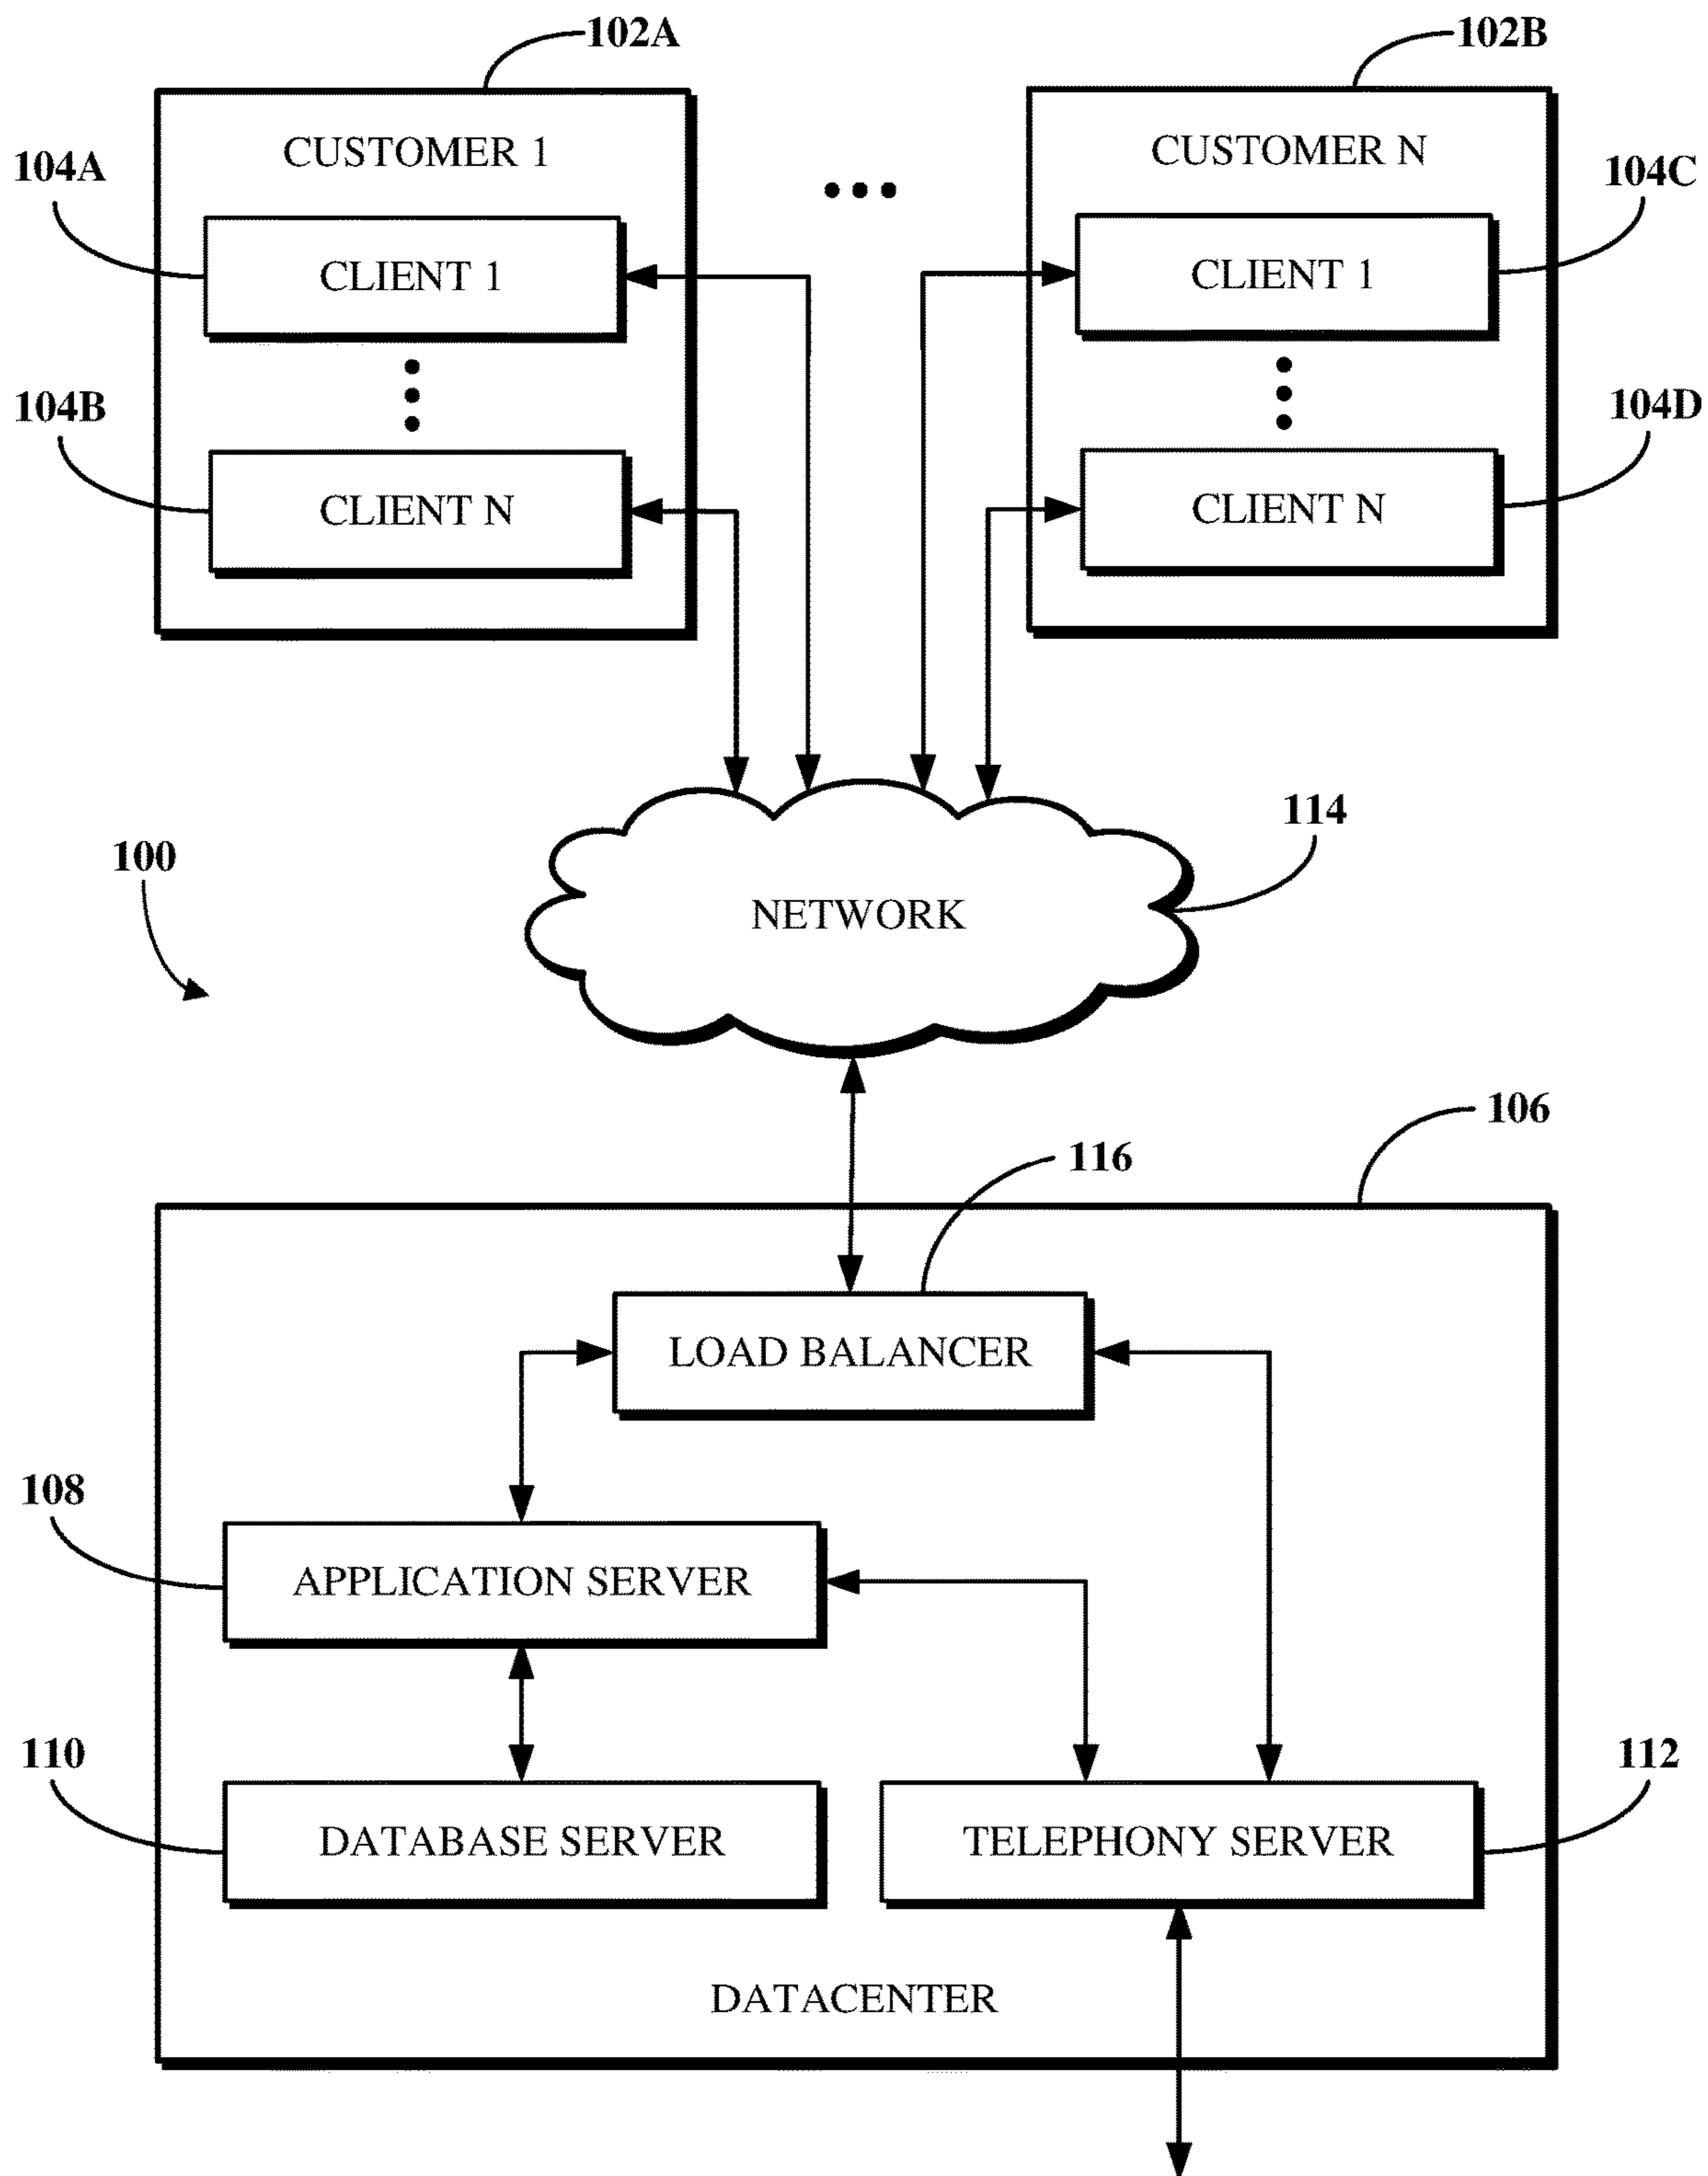 102A
102B
CUSTOMER 1
CUSTOMER N
104A
104C
CLIENT 1
CLIENT 1
104B
104D
CLIENT N
CLIENT N
114
100
NETWORK
106
116
LOAD BALANCER
108
APPLICATION SERVER
110
112
DATABASE SERVER
TELEPHONY SERVER
DATACENTER